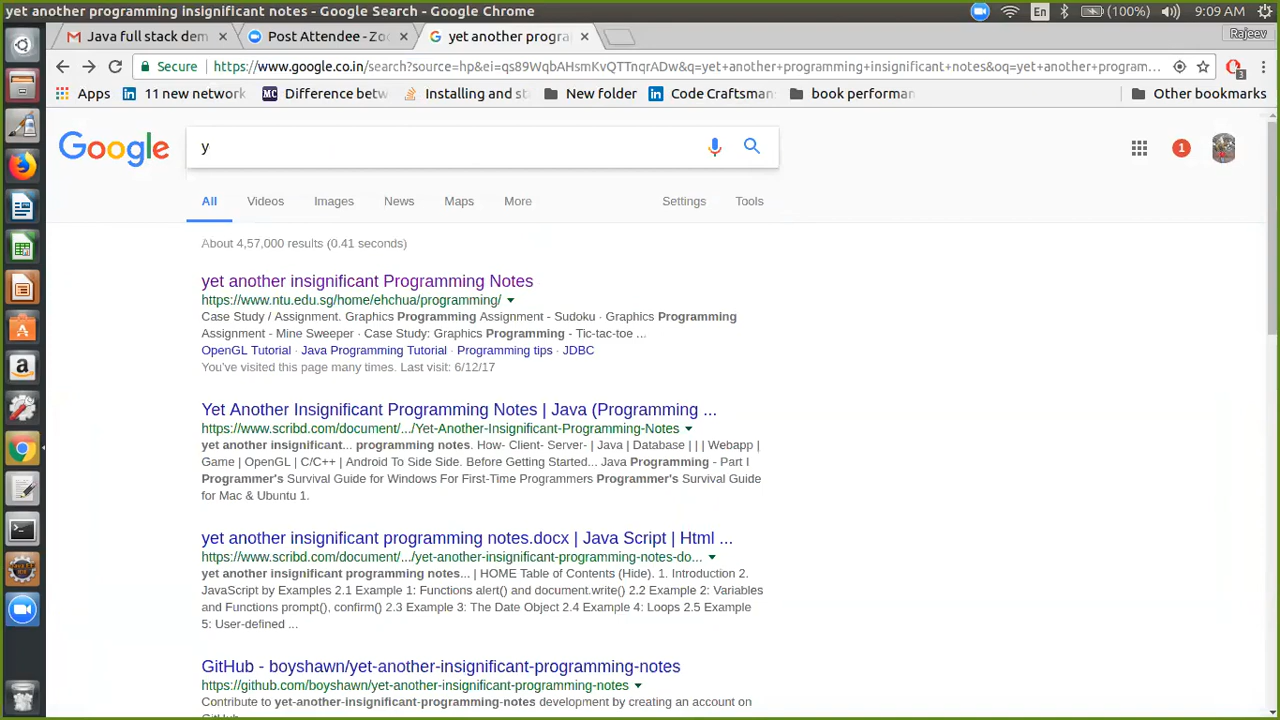 yet another programming insignificant notes - Google Search - Google Chrome
En
(100%)
9:09 AM
Java full stack dem
Post Attendee - Zoo
yet another progra
Rajeev
Secure
https://www.google.co.in/search?source=hp&ei=qs89WqbAHsmKvQTTnqrADw&q=yet+another+programming+insignificant+notes&oq=yet+another+program...
Apps
11 new network
Difference betw
Installing and st
New folder
Code Craftsma
book performan
Other bookmarks
3
Google
y
1
All
Videos
Images
News
Maps
More
Settings
Tools
About 4,57,000 results (0.41 seconds)
yet another insignificant Programming Notes
https://www.ntu.edu.sg/home/ehchua/programming/
Case Study / Assignment. Graphics Programming Assignment - Sudoku · Graphics Programming
Assignment - Mine Sweeper · Case Study: Graphics Programming - Tic-tac-toe ...
OpenGL Tutorial · Java Programming Tutorial · Programming tips · JDBC
You've visited this page many times. Last visit: 6/12/17
Yet Another Insignificant Programming Notes | Java (Programming ...
https://www.scribd.com/document/.../Yet-Another-Insignificant-Programming-Notes
yet another insignificant... programming notes. How- Client- Server- | Java | Database | | | Webapp |
Game | OpenGL | C/C++ | Android To Side Side. Before Getting Started... Java Programming - Part I
Programmer's Survival Guide for Windows For First-Time Programmers Programmer's Survival Guide
for Mac & Ubuntu 1.
yet another insignificant programming notes.docx | Java Script | Html ...
https://www.scribd.com/document/.../yet-another-insignificant-programming-notes-do...
yet another insignificant programming notes... | HOME Table of Contents (Hide). 1. Introduction 2.
JavaScript by Examples 2.1 Example 1: Functions alert() and document.write() 2.2 Example 2: Variables
and Functions prompt(), confirm() 2.3 Example 3: The Date Object 2.4 Example 4: Loops 2.5 Example
5: User-defined ...
GitHub - boyshawn/yet-another-insignificant-programming-notes
https://github.com/boyshawn/yet-another-insignificant-programming-notes
Contribute to yet-another-insignificant-programming-notes development by creating an account on
GitHub